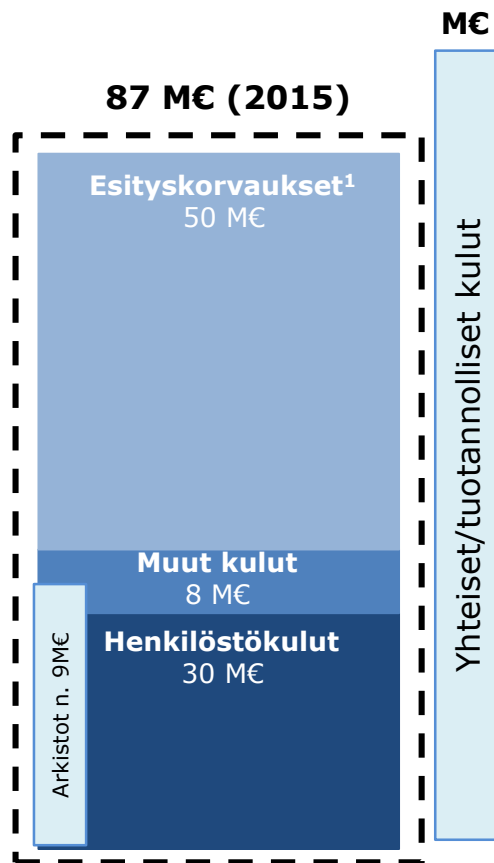 M€
87 M€ (2015)
Esityskorvaukset¹
50 M€
Muut kulut
8 M€
Henkilöstökulut
30 M€
Arkistot n. 9M€
Yhteiset/tuotannolliset kulut